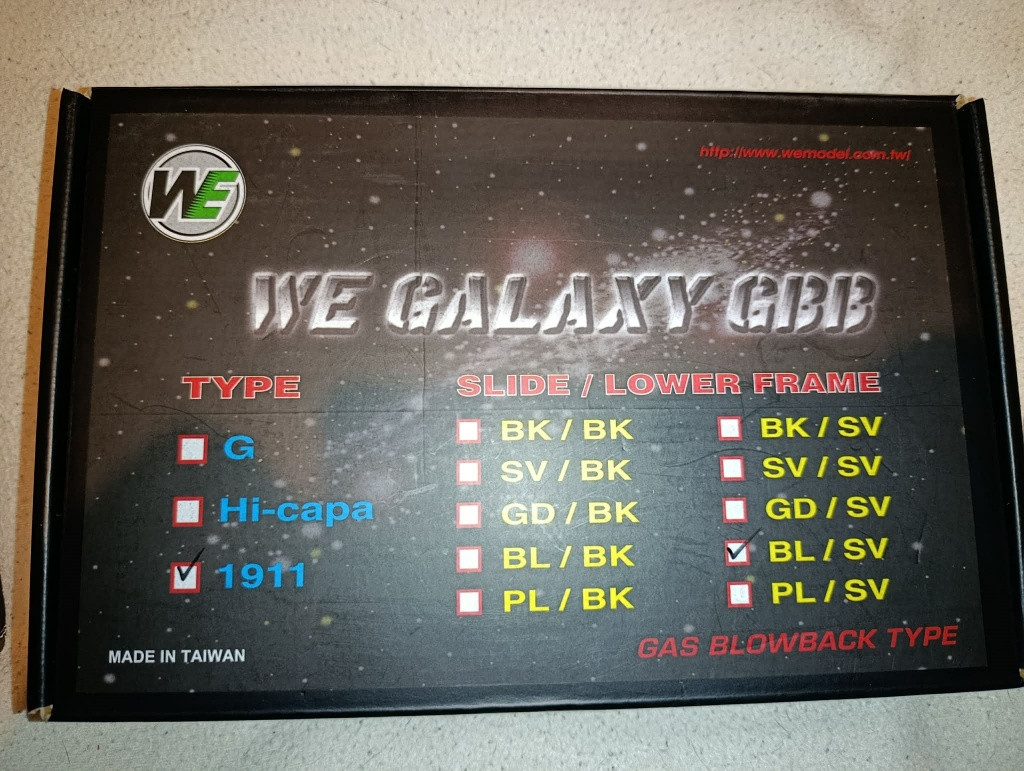 WE
http://www.wemodel.com.tw/
WE GALAXY GBB
TYPE
SLIDE / LOWER FRAME
G
Hi-capa
1911
BK / BK
SV / BK
GD / BK
BL / BK
PL / BK
BK / SV
SV / SV
GD / SV
BL / SV
PL / SV
MADE IN TAIWAN
GAS BLOWBACK TYPE